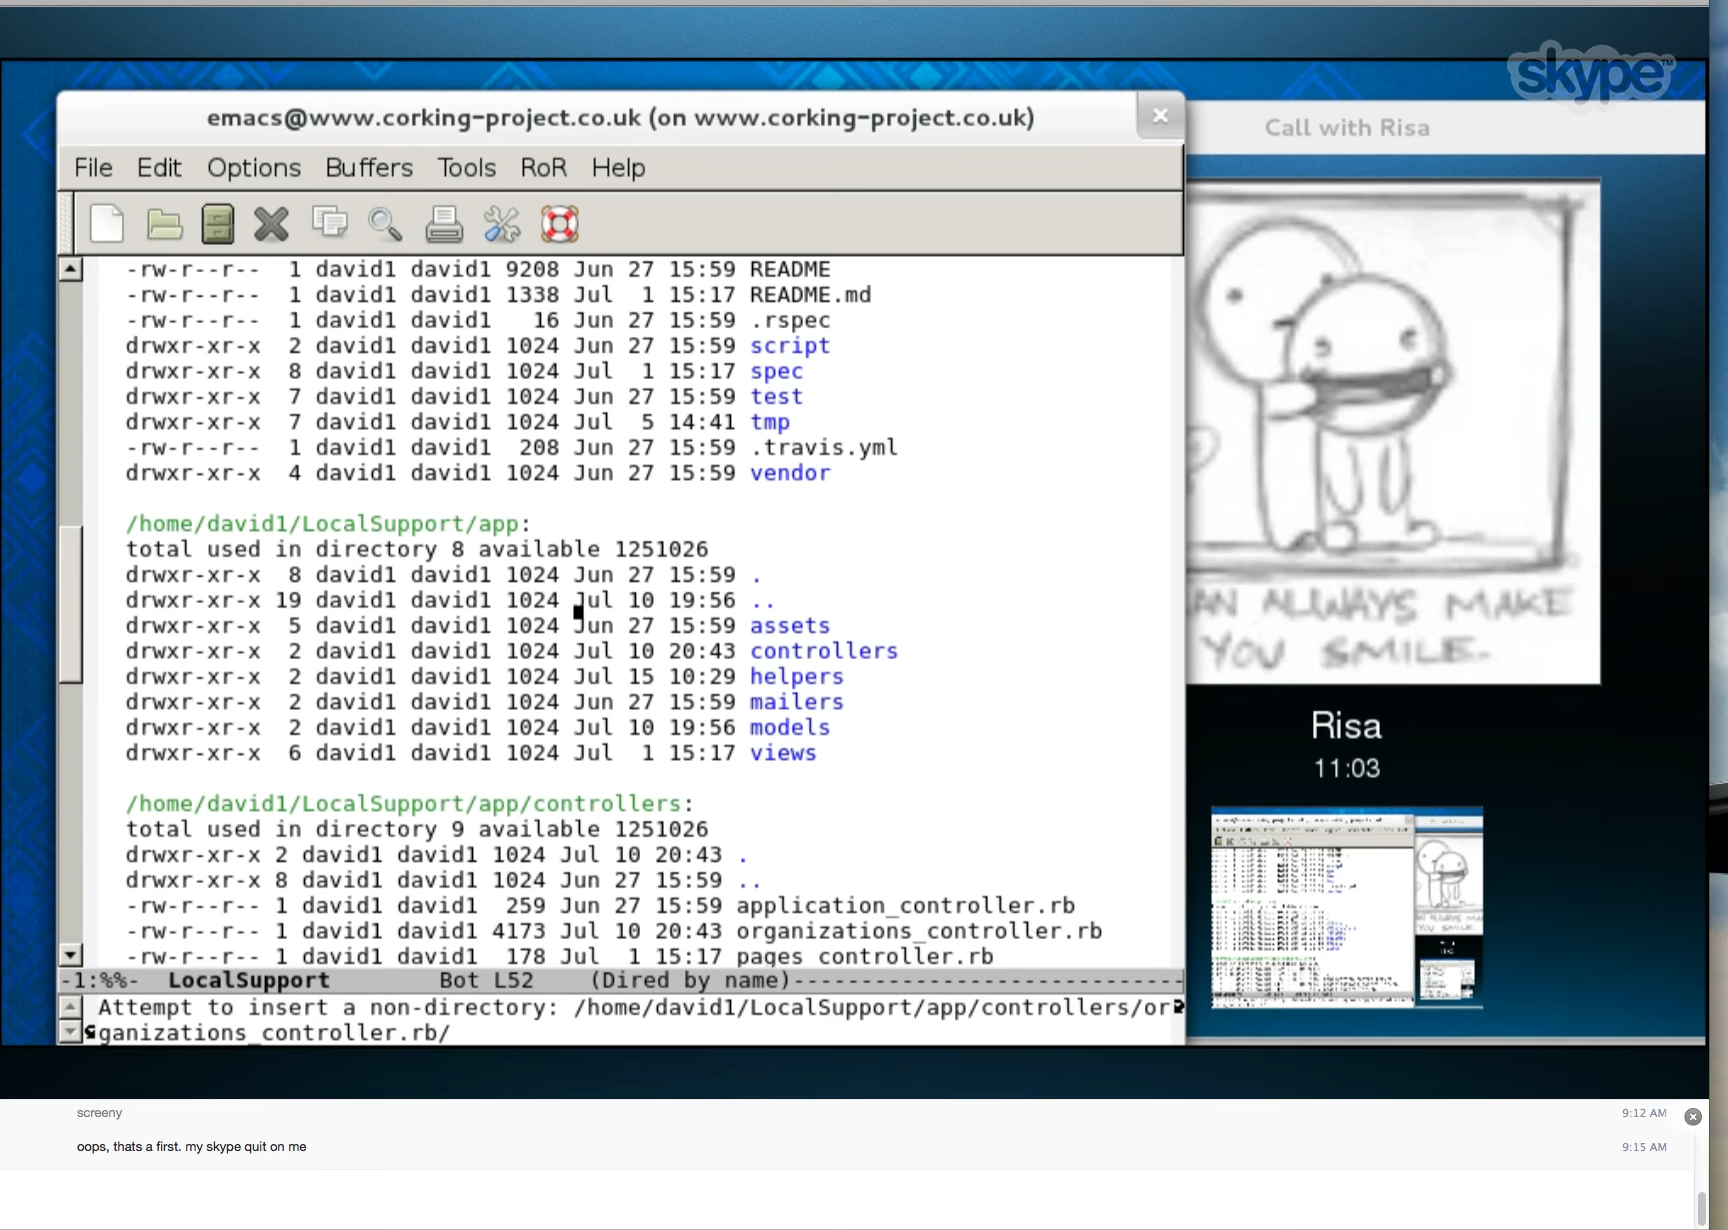 skype™
emacs@www.corking-project.co.uk (on www.corking-project.co.uk)
Call with Risa
File Edit Options Buffers Tools RoR Help
-rw-r--r-- 1 david1 david1 9208 Jun 27 15:59 README
-rw-r--r-- 1 david1 david1 1338 Jul 1 15:17 README.md
-rw-r--r-- 1 david1 david1 16 Jun 27 15:59 .rspec
drwxr-xr-x 2 david1 david1 1024 Jun 27 15:59 script
drwxr-xr-x 8 david1 david1 1024 Jul 1 15:17 spec
drwxr-xr-x 7 david1 david1 1024 Jun 27 15:59 test
drwxr-xr-x 7 david1 david1 1024 Jul 5 14:41 tmp
-rw-r--r-- 1 david1 david1 208 Jun 27 15:59 .travis.yml
drwxr-xr-x 4 david1 david1 1024 Jun 27 15:59 vendor
/home/david1/LocalSupport/app:
total used in directory 8 available 1251026
drwxr-xr-x 8 david1 david1 1024 Jun 27 15:59 .
drwxr-xr-x 19 david1 david1 1024 Jul 10 19:56 ..
drwxr-xr-x 5 david1 david1 1024 Jun 27 15:59 assets
drwxr-xr-x 2 david1 david1 1024 Jul 10 20:43 controllers
drwxr-xr-x 2 david1 david1 1024 Jul 15 10:29 helpers
drwxr-xr-x 2 david1 david1 1024 Jun 27 15:59 mailers
drwxr-xr-x 2 david1 david1 1024 Jul 10 19:56 models
drwxr-xr-x 6 david1 david1 1024 Jul 1 15:17 views
/home/david1/LocalSupport/app/controllers:
total used in directory 9 available 1251026
drwxr-xr-x 2 david1 david1 1024 Jul 10 20:43 .
drwxr-xr-x 8 david1 david1 1024 Jun 27 15:59 ..
-rw-r--r-- 1 david1 david1 259 Jun 27 15:59 application_controller.rb
-rw-r--r-- 1 david1 david1 4173 Jul 10 20:43 organizations_controller.rb
-rw-r--r-- 1 david1 david1 178 Jul 1 15:17 pages_controller.rb
-1:%%- LocalSupport Bot L52 (Dired by name)----------------------------
Attempt to insert a non-directory: /home/david1/LocalSupport/app/controllers/or
ganizations_controller.rb/
AN ALWAYS MAKE
YOU SMILE.
Risa
11:03
screeny 9:12 AM
oops, thats a first. my skype quit on me 9:15 AM